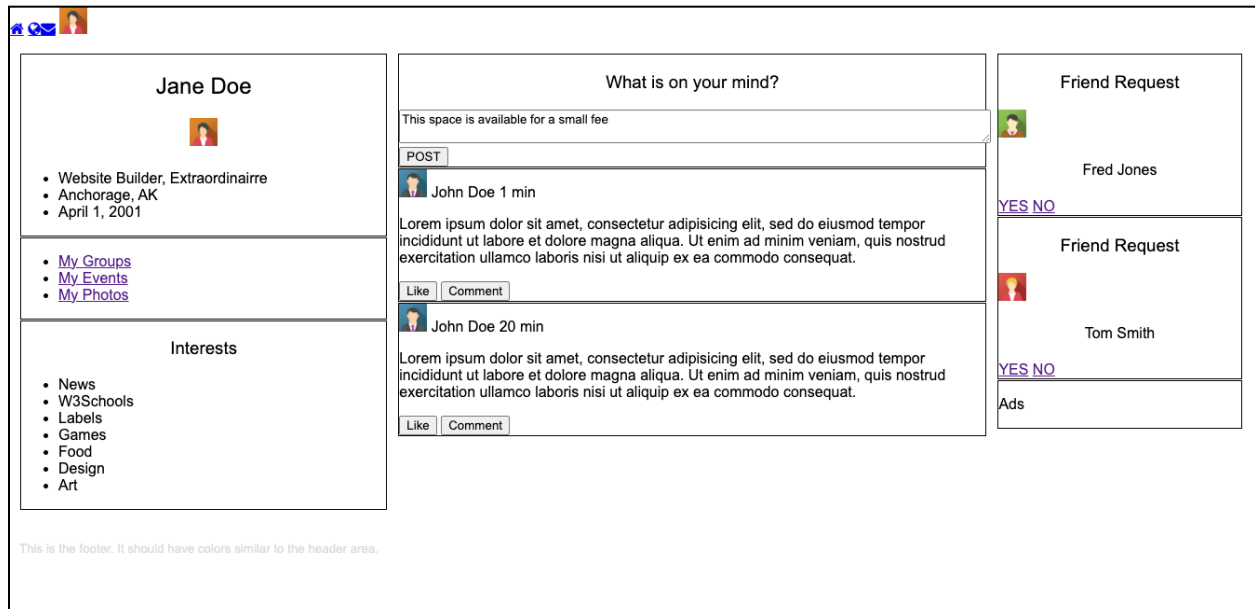 Jane Doe
Website Builder, Extraordinairre
Anchorage, AK
April 1, 2001
My Groups
My Events
My Photos
Interests
News
W3Schools
Labels
Games
Food
Design
Art
What is on your mind?
This space is available for a small fee
POST
John Doe 1 min
Lorem ipsum dolor sit amet, consectetur adipisicing elit, sed do eiusmod tempor
incididunt ut labore et dolore magna aliqua. Ut enim ad minim veniam, quis nostrud
exercitation ullamco laboris nisi ut aliquip ex ea commodo consequat.
Like Comment
John Doe 20 min
Lorem ipsum dolor sit amet, consectetur adipisicing elit, sed do eiusmod tempor
incididunt ut labore et dolore magna aliqua. Ut enim ad minim veniam, quis nostrud
exercitation ullamco laboris nisi ut aliquip ex ea commodo consequat.
Like Comment
Friend Request
Fred Jones
YES NO
Friend Request
Tom Smith
YES NO
Ads
This is the footer. It should have colors similar to the header area.